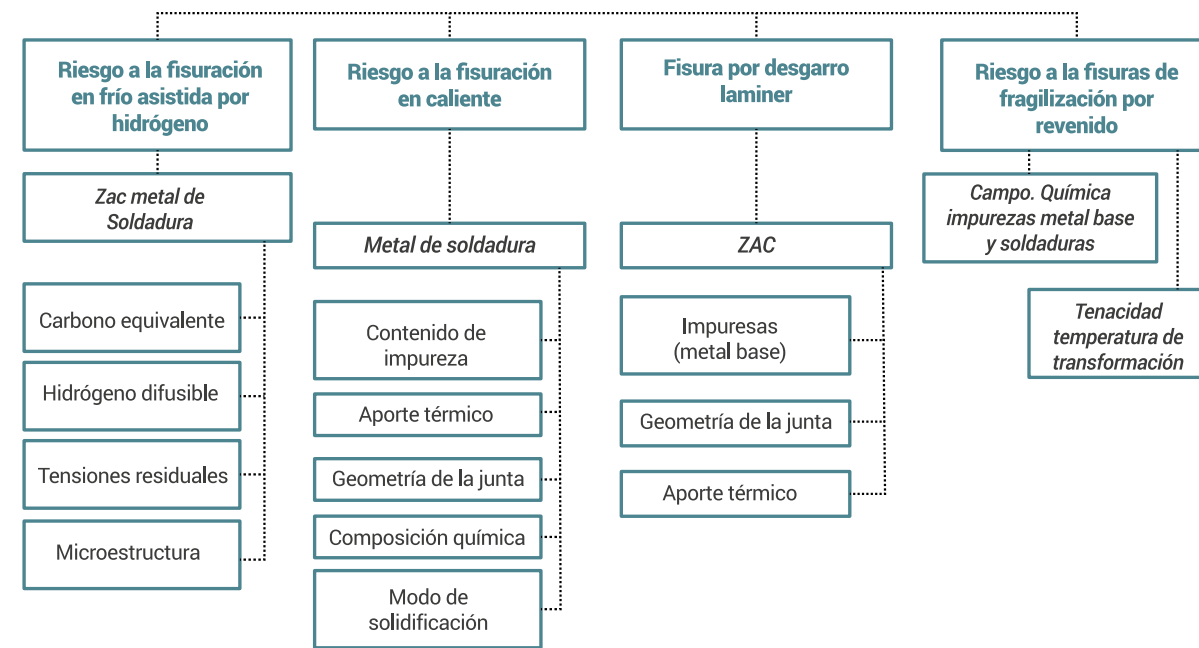 Riesgo a la fisuración
en frío asistida por
hidrógeno
Zac metal de
Soldadura
Carbono equivalente
Hidrógeno difusible
Tensiones residuales
Microestructura
Riesgo a la fisuración
en caliente
Metal de soldadura
Contenido de
impureza
Aporte térmico
Geometría de la junta
Composición química
Modo de
solidificación
Fisura por desgarro
laminer
ZAC
Impuresas
(metal base)
Geometría de la junta
Aporte térmico
Riesgo a la fisuras de
fragilización por
revenido
Campo. Química
impurezas metal base
y soldaduras
Tenacidad
temperatura de
transformación